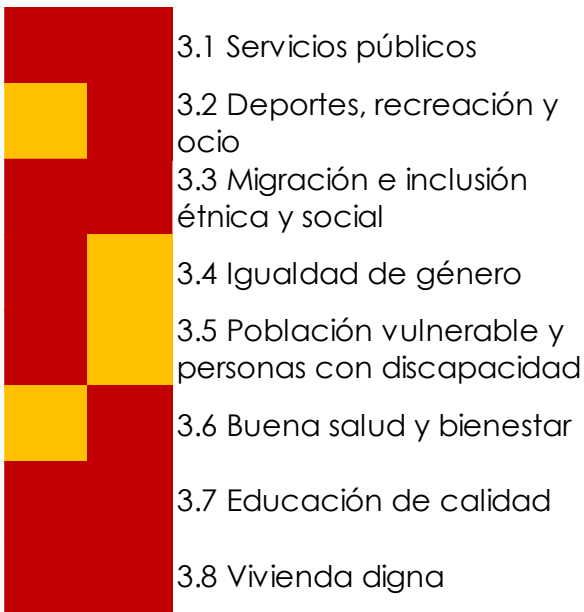 3.1 Servicios públicos
3.2 Deportes, recreación y
ocio
3.3 Migración e inclusión
étnica y social
3.4 Igualdad de género
3.5 Población vulnerable y
personas con discapacidad
3.6 Buena salud y bienestar
3.7 Educación de calidad
3.8 Vivienda digna